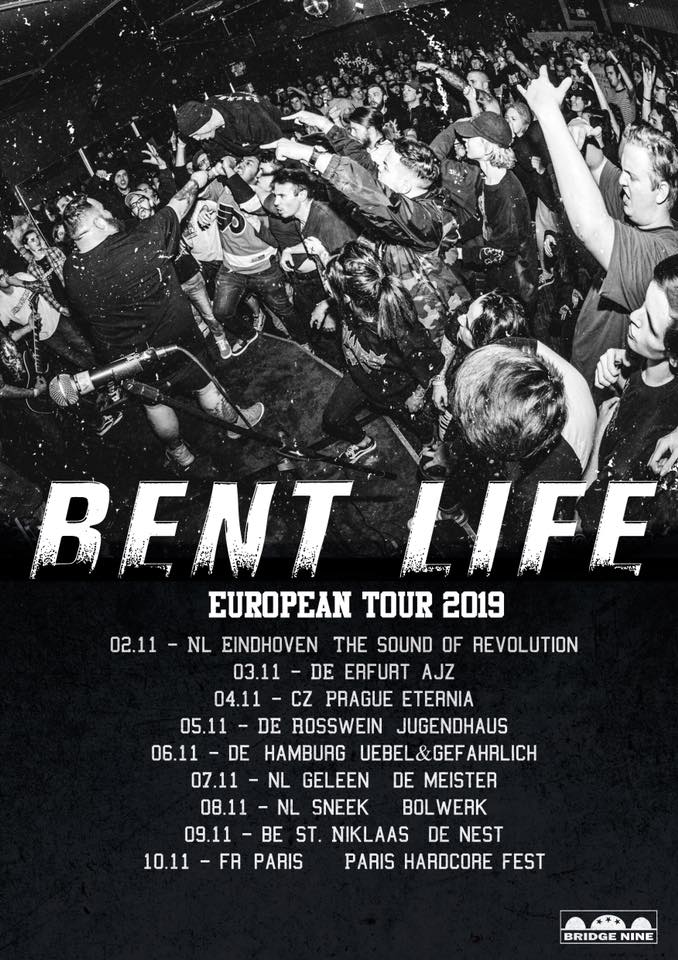 BENT LIFE
EUROPEAN TOUR 2019
02.11 - NL EINDHOVEN THE SOUND OF REVOLUTION
03.11 - DE ERFURT AJZ
04.11 - CZ PRAGUE ETERNIA
05.11 - DE ROSSWEIN JUGENDHAUS
06.11 - DE HAMBURG UEBEL&GEFAHRLICH
07.11 - NL GELEEN DE MEISTER
08.11 - NL SNEEK BOLWERK
09.11 - BE ST. NIKLAAS DE NEST
10.11 - FR PARIS PARIS HARDCORE FEST
BRIDGE NINE